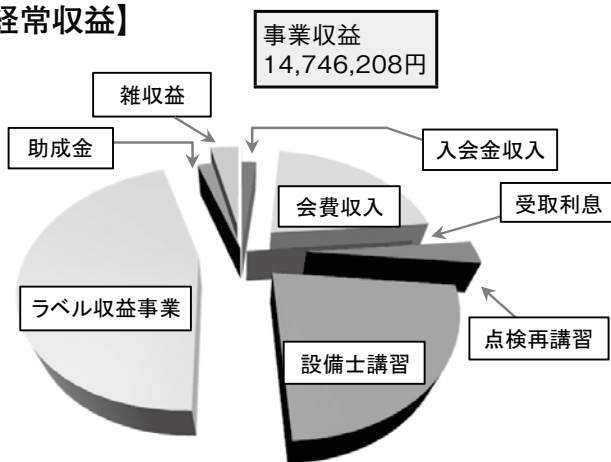 経常収益】
事業収益
14,746,208円
雑収益
助成金
入会金収入
会費収入
受取利息
ラベル収益事業
設備士講習
点検再講習